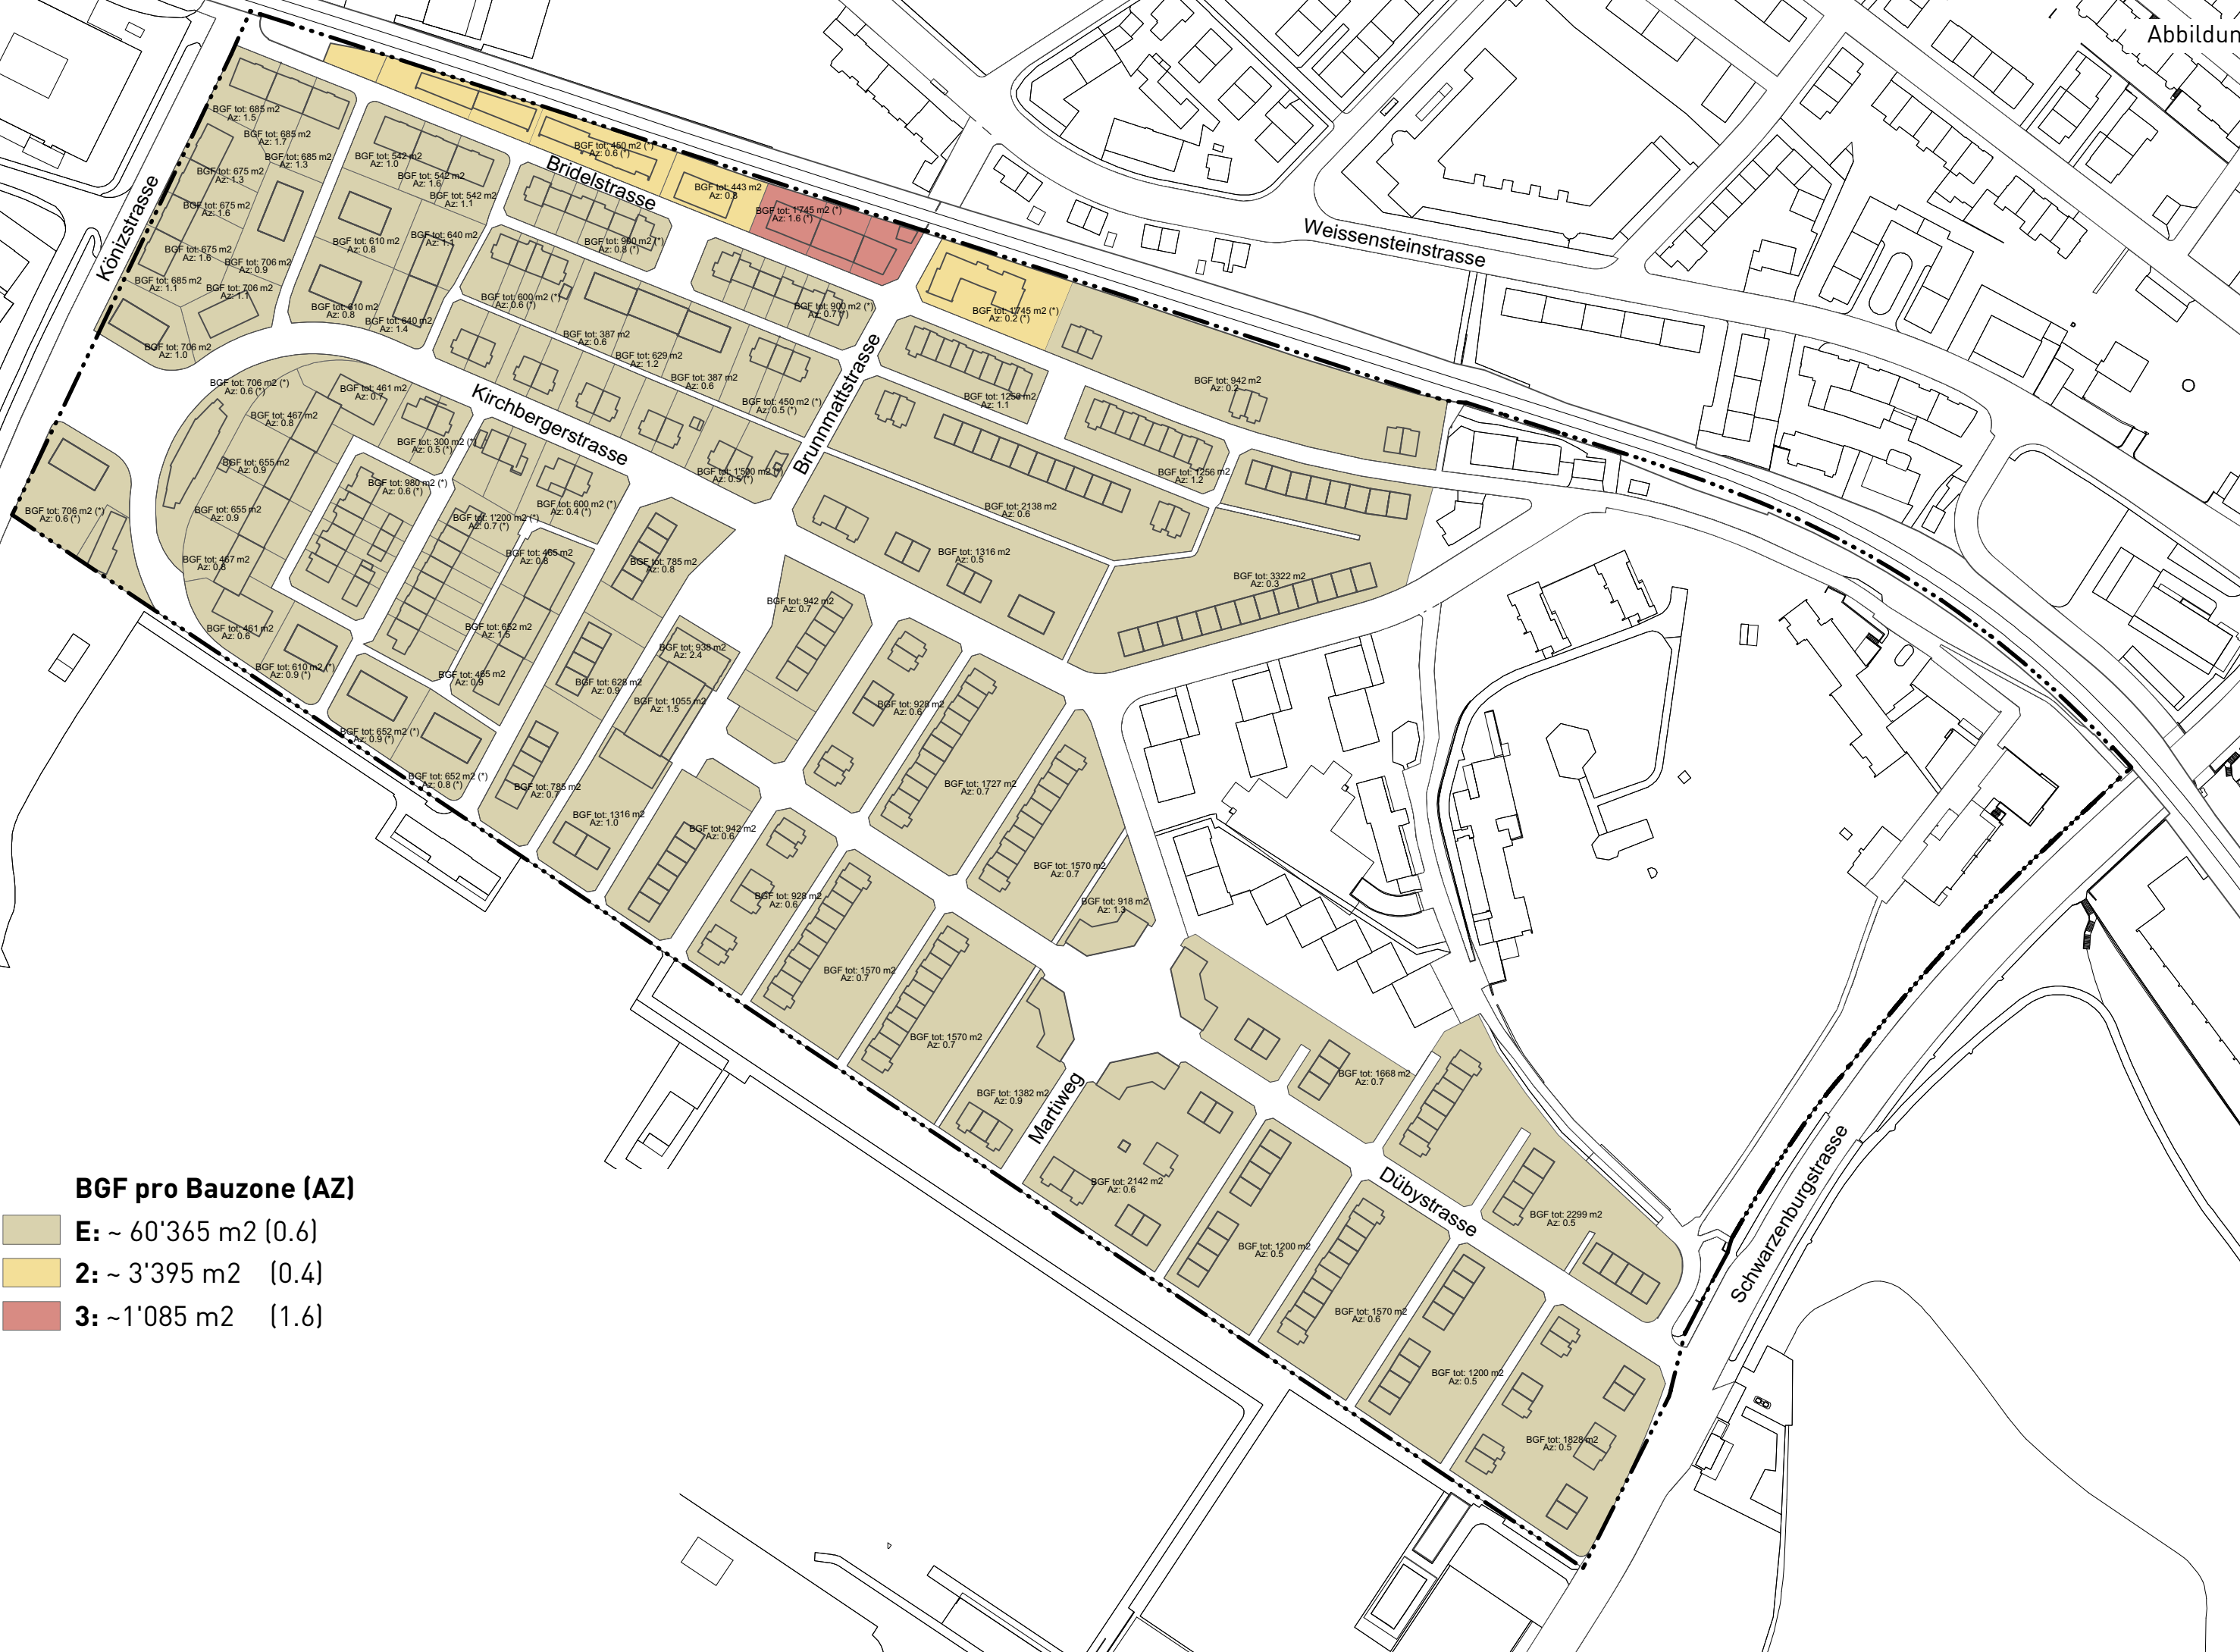 Abbildun
BGF tot: 685 m2
Az: 1.5
BGF tot: 685 m2
Az: 1.7
BGF tot: 685 m2
Az: 1.3
BGF tot: 675 m2
Az: 1.3
BGF tot: 675 m2
Az: 1.6
BGF tot: 675 m2
Az: 1.6
BGF tot: 685 m2
Az: 1.1
BGF tot: 706 m2
Az: 0.9
BGF tot: 706 m2
Az: 1.1
BGF tot: 706 m2
Az: 1.0
Könizstrasse
BGF tot: 542 m2
Az: 1.0
BGF tot: 542 m2
Az: 1.6
BGF tot: 542 m2
Az: 1.1
BGF tot: 610 m2
Az: 0.8
BGF tot: 640 m2
Az: 1.1
BGF tot: 610 m2
Az: 0.8
BGF tot: 640 m2
Az: 1.4
BGF tot: 450 m2 (*)
Az: 0.6 (*)
Bridelstrasse
BGF tot: 443 m2
Az: 0.8
BGF tot: 1'745 m2 (*)
Az: 1.6 (*)
BGF tot: 900 m2 (*)
Az: 0.8 (*)
BGF tot: 600 m2 (*)
Az: 0.6 (*)
BGF tot: 900 m2 (*)
Az: 0.7 (*)
BGF tot: 1'745 m2 (*)
Az: 0.2 (*)
Weissensteinstrasse
BGF tot: 387 m2
Az: 0.6
BGF tot: 629 m2
Az: 1.2
BGF tot: 387 m2
Az: 0.6
BGF tot: 450 m2 (*)
Az: 0.5 (*)
BGF tot: 942 m2
Az: 0.2
BGF tot: 1256 m2
Az: 1.1
BGF tot: 1256 m2
Az: 1.2
Brunnmattstrasse
Kirchbergerstrasse
BGF tot: 706 m2 (*)
Az: 0.6 (*)
BGF tot: 461 m2
Az: 0.7
BGF tot: 467 m2
Az: 0.8
BGF tot: 300 m2 (*)
Az: 0.5 (*)
BGF tot: 655 m2
Az: 0.9
BGF tot: 980 m2 (*)
Az: 0.6 (*)
BGF tot: 1'500 m2 (*)
Az: 0.5 (*)
BGF tot: 706 m2 (*)
Az: 0.6 (*)
BGF tot: 655 m2
Az: 0.9
BGF tot: 1'200 m2 (*)
Az: 0.7 (*)
BGF tot: 600 m2 (*)
Az: 0.4 (*)
BGF tot: 2138 m2
Az: 0.6
BGF tot: 467 m2
Az: 0.8
BGF tot: 465 m2
Az: 0.8
BGF tot: 785 m2
Az: 0.8
BGF tot: 1316 m2
Az: 0.5
BGF tot: 3322 m2
Az: 0.3
BGF tot: 461 m2
Az: 0.6
BGF tot: 652 m2
Az: 1.5
BGF tot: 942 m2
Az: 0.7
BGF tot: 610 m2 (*)
Az: 0.9 (*)
BGF tot: 465 m2
Az: 0.9
BGF tot: 628 m2
Az: 0.9
BGF tot: 938 m2
Az: 2.4
BGF tot: 1055 m2
Az: 1.5
BGF tot: 928 m2
Az: 0.6
BGF tot: 652 m2 (*)
Az: 0.9 (*)
BGF tot: 652 m2 (*)
Az: 0.8 (*)
BGF tot: 785 m2
Az: 0.7
BGF tot: 1727 m2
Az: 0.7
BGF tot: 1316 m2
Az: 1.0
BGF tot: 942 m2
Az: 0.6
BGF tot: 1570 m2
Az: 0.7
BGF tot: 928 m2
Az: 0.6
BGF tot: 918 m2
Az: 1.3
BGF tot: 1570 m2
Az: 0.7
BGF tot: 1570 m2
Az: 0.7
BGF tot: 1382 m2
Az: 0.9
Martiweg
BGF tot: 1668 m2
Az: 0.7
BGF tot: 2142 m2
Az: 0.6
Dübystrasse
BGF tot: 2299 m2
Az: 0.5
BGF tot: 1200 m2
Az: 0.5
BGF tot: 1570 m2
Az: 0.6
BGF tot: 1200 m2
Az: 0.5
BGF tot: 1828 m2
Az: 0.5
Schwarzenburgstrasse
BGF pro Bauzone (AZ)
E: ~ 60'365 m2 (0.6)
2: ~ 3'395 m2 (0.4)
3: ~1'085 m2 (1.6)